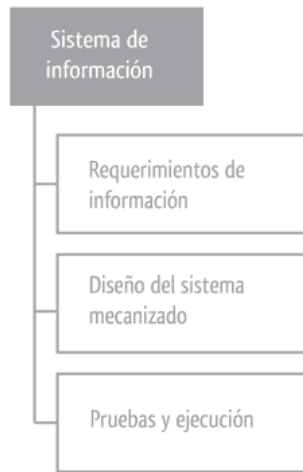 Sistema de
información
Requerimientos de
información
Diseño del sistema
mecanizado
Pruebas y ejecución